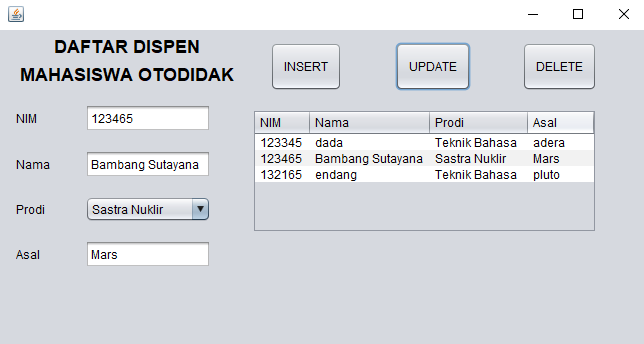 DAFTAR DISPEN
MAHASISWA OTODIDAK
INSERT UPDATE DELETE
NIM 123465
Nama Bambang Sutayana
Prodi Sastra Nuklir
Asal Mars
NIM Nama Prodi Asal
123345 dada Teknik Bahasa adera
123465 Bambang Sutayana Sastra Nuklir Mars
132165 endang Teknik Bahasa pluto